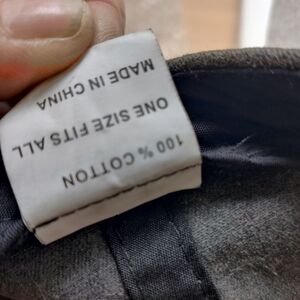 100 % COTTON
ONE SIZE FITS ALL
MADE IN CHINA